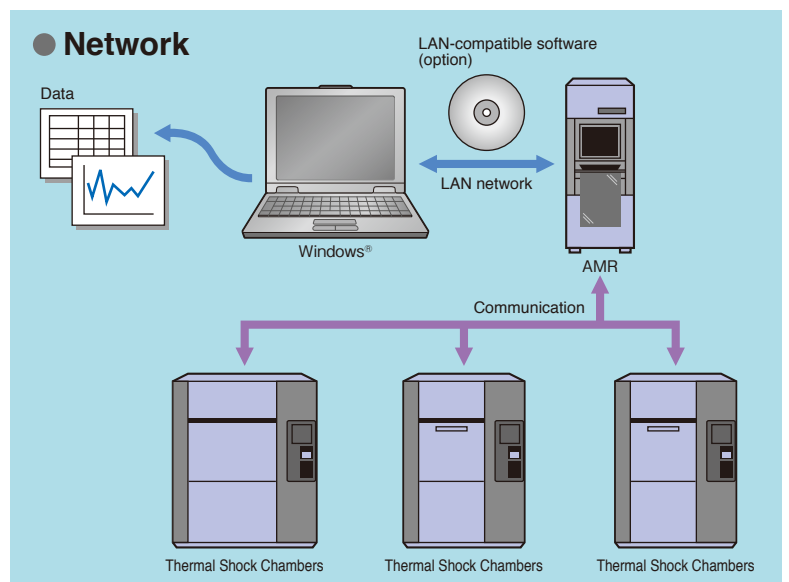 ● Network
LAN-compatible software
(option)
Data
LAN network
Windows®
AMR
Communication
Thermal Shock Chambers
Thermal Shock Chambers
Thermal Shock Chambers